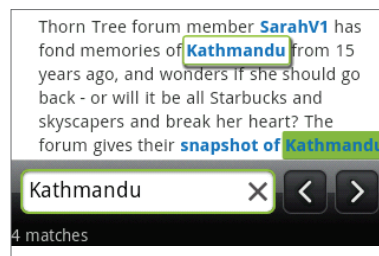 Thorn Tree forum member SarahV1 has
fond memories of Kathmandu from 15
years ago, and wonders if she should go
back - or will it be all Starbucks and
skyscapers and break her heart? The
forum gives their snapshot of Kathmandu
Kathmandu
4 matches